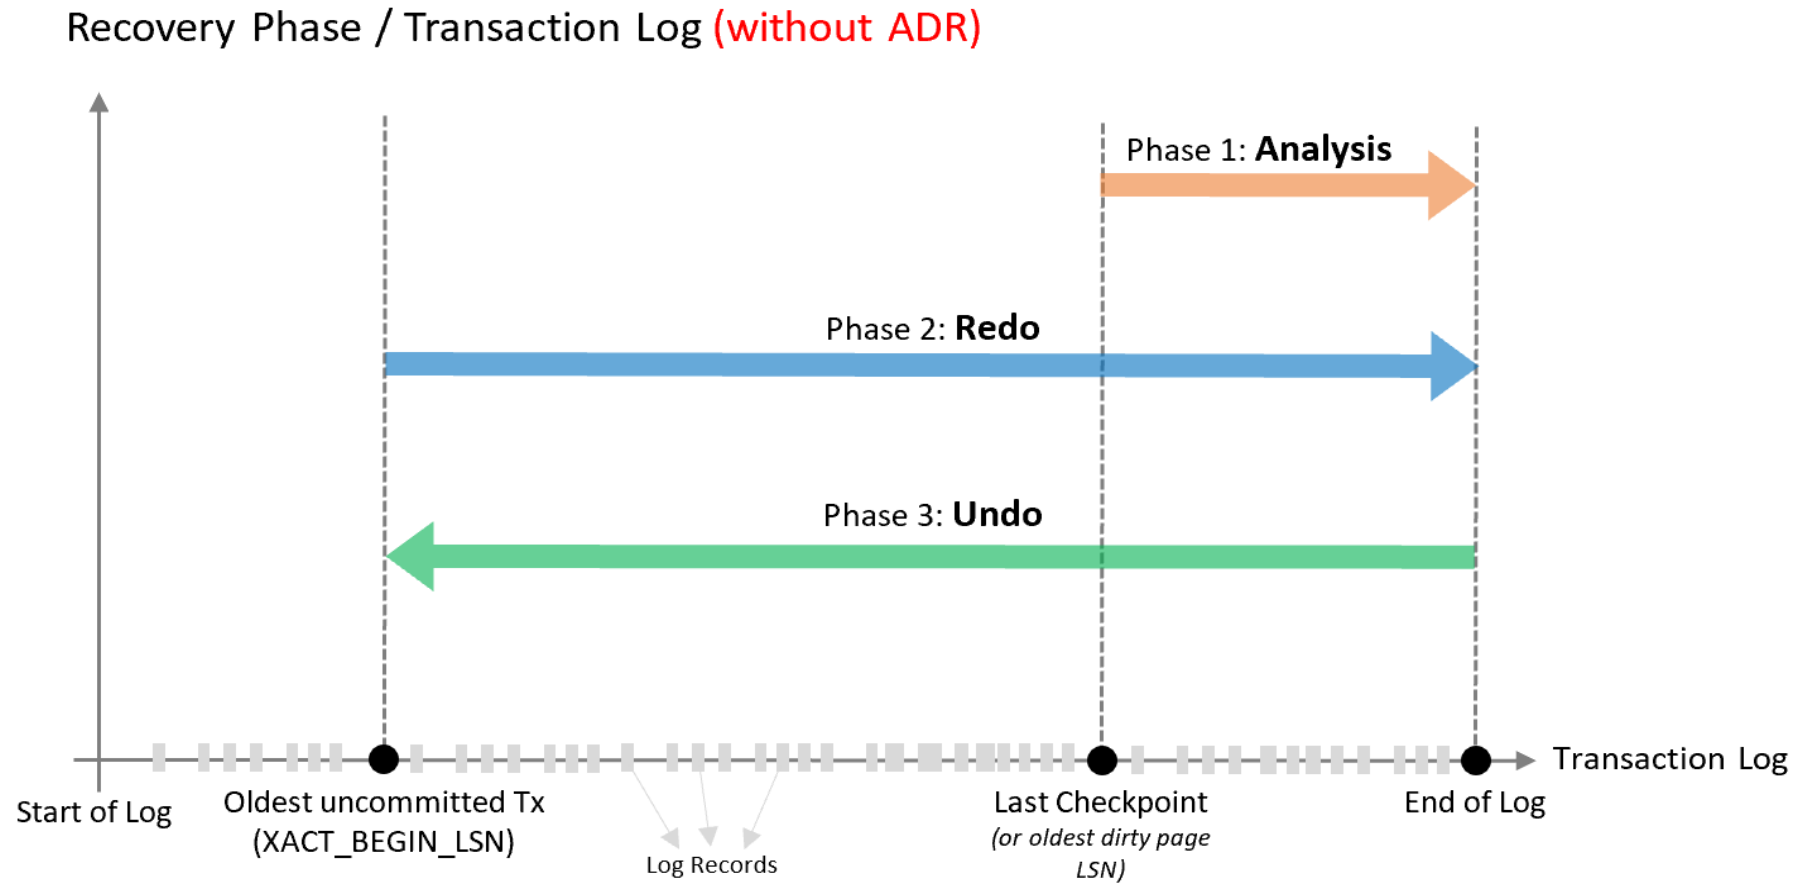 Recovery Phase / Transaction Log (without ADR)
Phase 1: Analysis
Phase 2: Redo
Phase 3: Undo
Transaction Log
Start of Log
Oldest uncommitted Tx
(XACT_BEGIN_LSN)
Log Records
Last Checkpoint
(or oldest dirty page
LSN)
End of Log